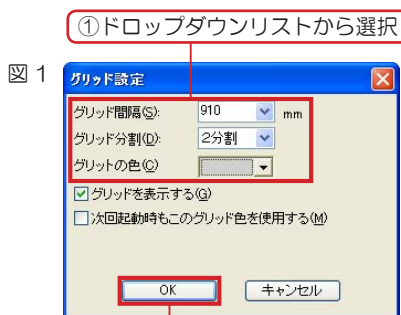 ①ドロップダウンリストから選択
図 1
グリッド設定
グリッド間隔(S): 910 mm
グリッド分割(D): 2分割
グリットの色(C)
グリッドを表示する(G)
次回起動時もこのグリッド色を使用する(M)
OK キャンセル